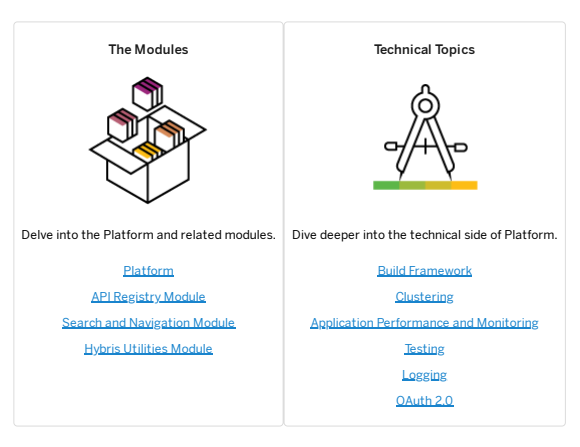 The Modules
Delve into the Platform and related modules.
Platform
API Registry Module
Search and Navigation Module
Hybris Utilities Module
Technical Topics
Dive deeper into the technical side of Platform.
Build Framework
Clustering
Application Performance and Monitoring
Testing
Logging
OAuth 2.0